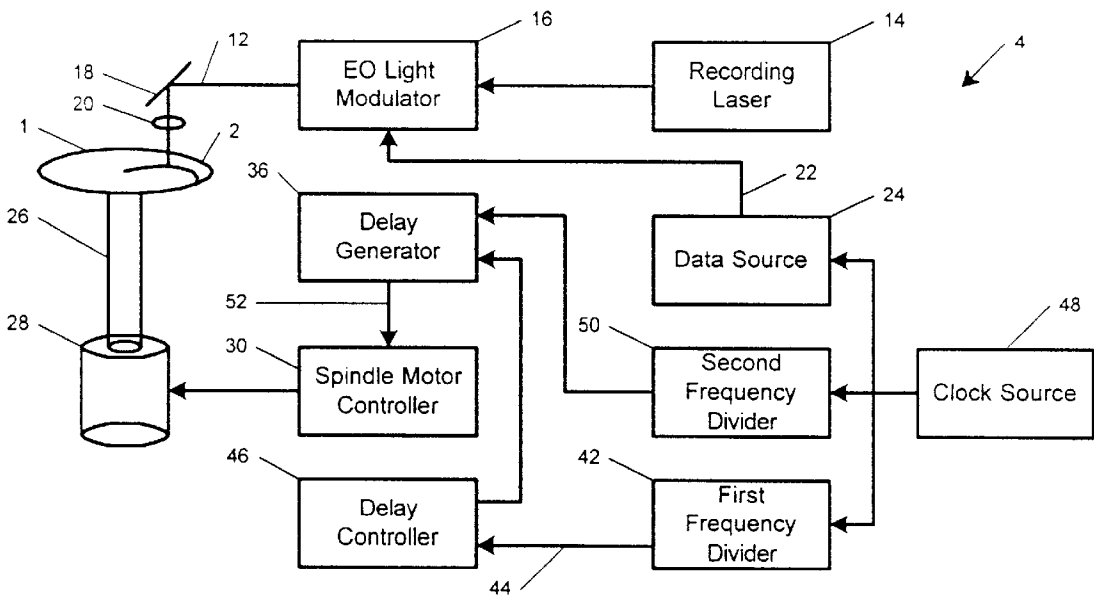 16
14
12
4
18
EO Light
Modulator
Recording
Laser
20
1
2
22
24
36
26
Delay
Generator
Data Source
52
50
48
28
30
Second
Frequency
Divider
Spindle Motor
Controller
Clock Source
46
42
Delay
Controller
First
Frequency
Divider
44